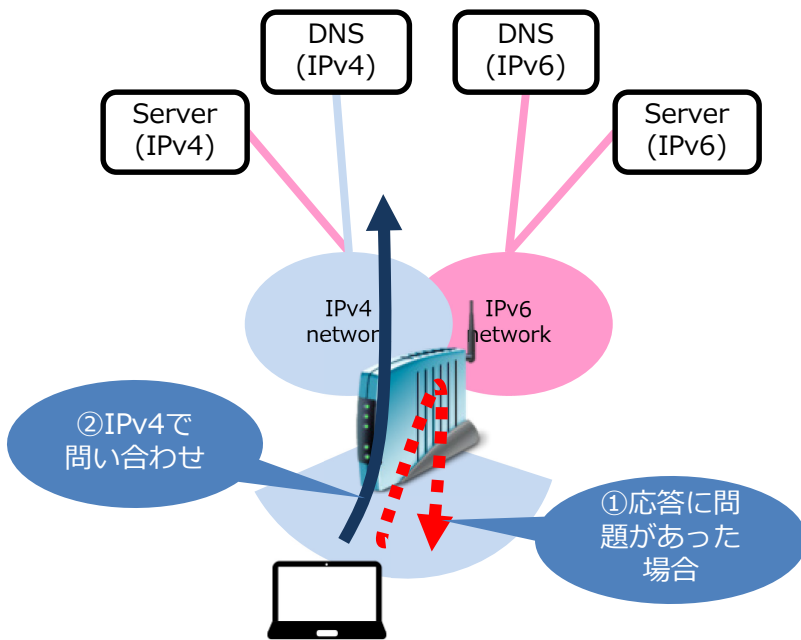 DNS
(IPv4)
DNS
(IPv6)
Server
(IPv4)
Server
(IPv6)
IPv4
network
IPv6
network
②IPv4で
問い合わせ
①応答に問
題があった
場合